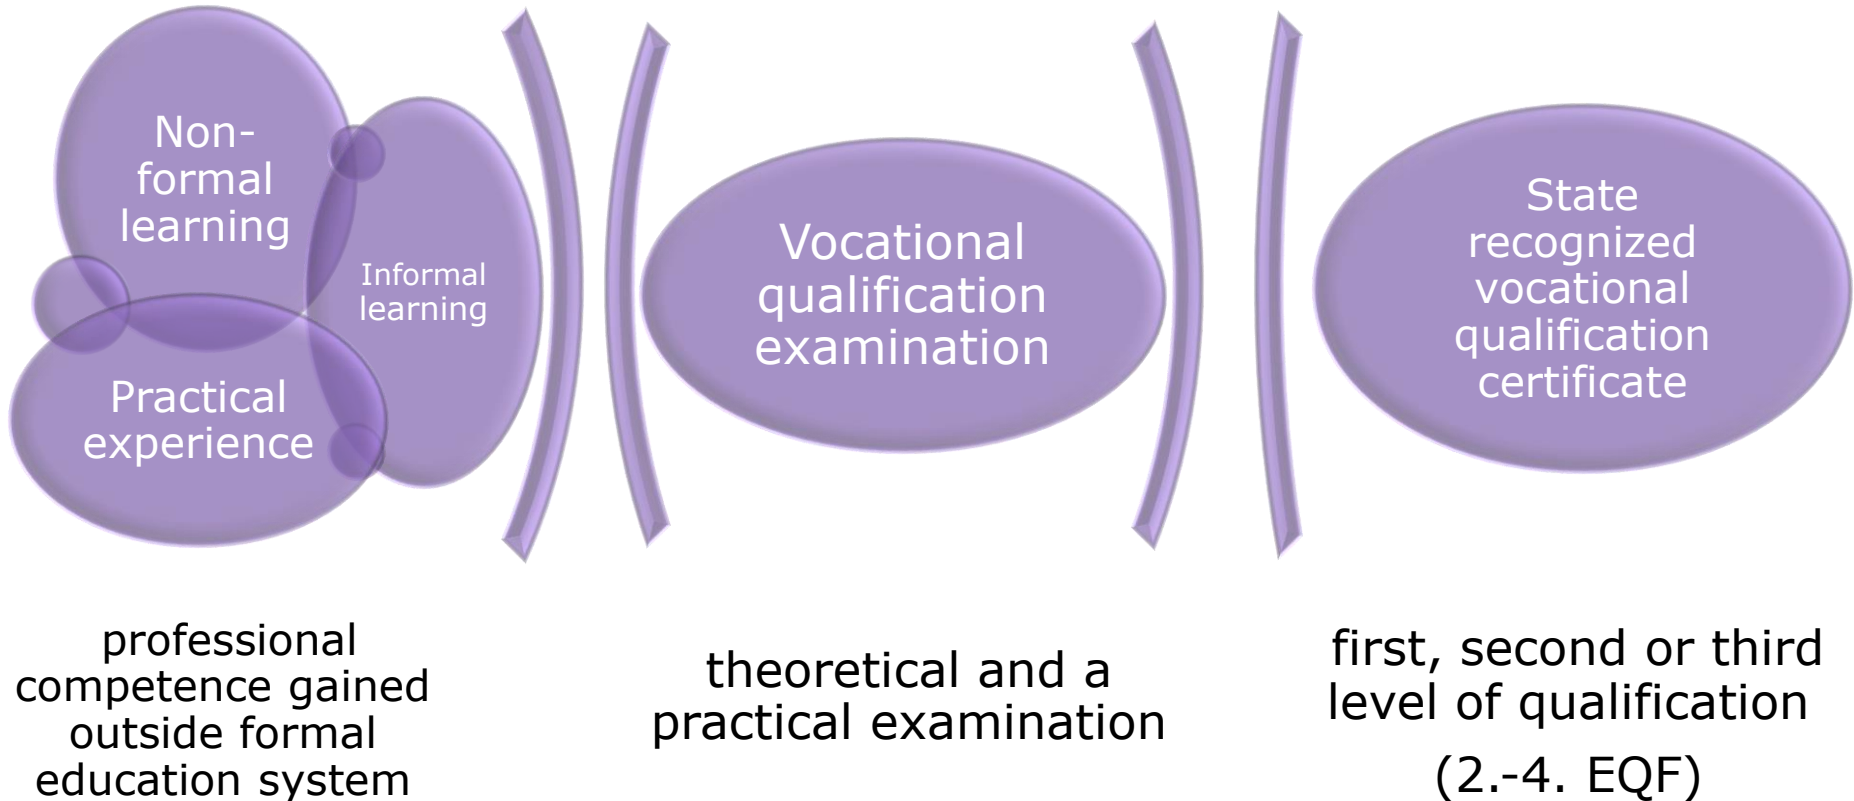 Non-
formal
learning
Informal
learning
Practical
experience
Vocational
qualification
examination
State
recognized
vocational
qualification
certificate
professional
competence gained
outside formal
education system
theoretical and a
practical examination
first, second or third
level of qualification
(2.-4. EQF)